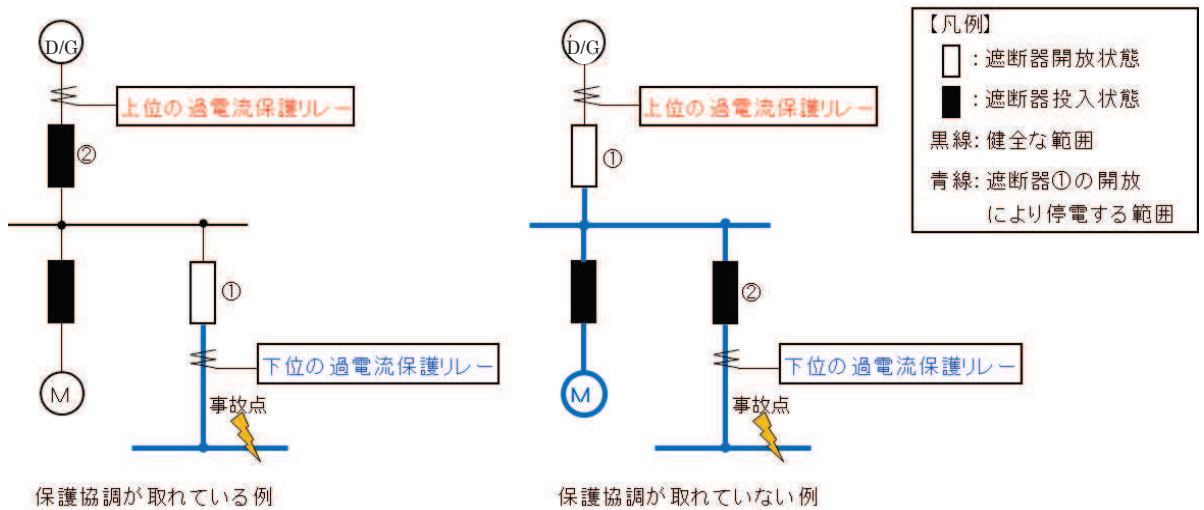 D/G
上位の過電流保護リレー
②
①
下位の過電流保護リレー
M
事故点
保護協調が取れている例
D/G
上位の過電流保護リレー
①
②
下位の過電流保護リレー
M
事故点
保護協調が取れていない例
【凡例】
:遮断器開放状態
:遮断器投入状態
黒線:健全な範囲
青線:遮断器①の開放
により停電する範囲